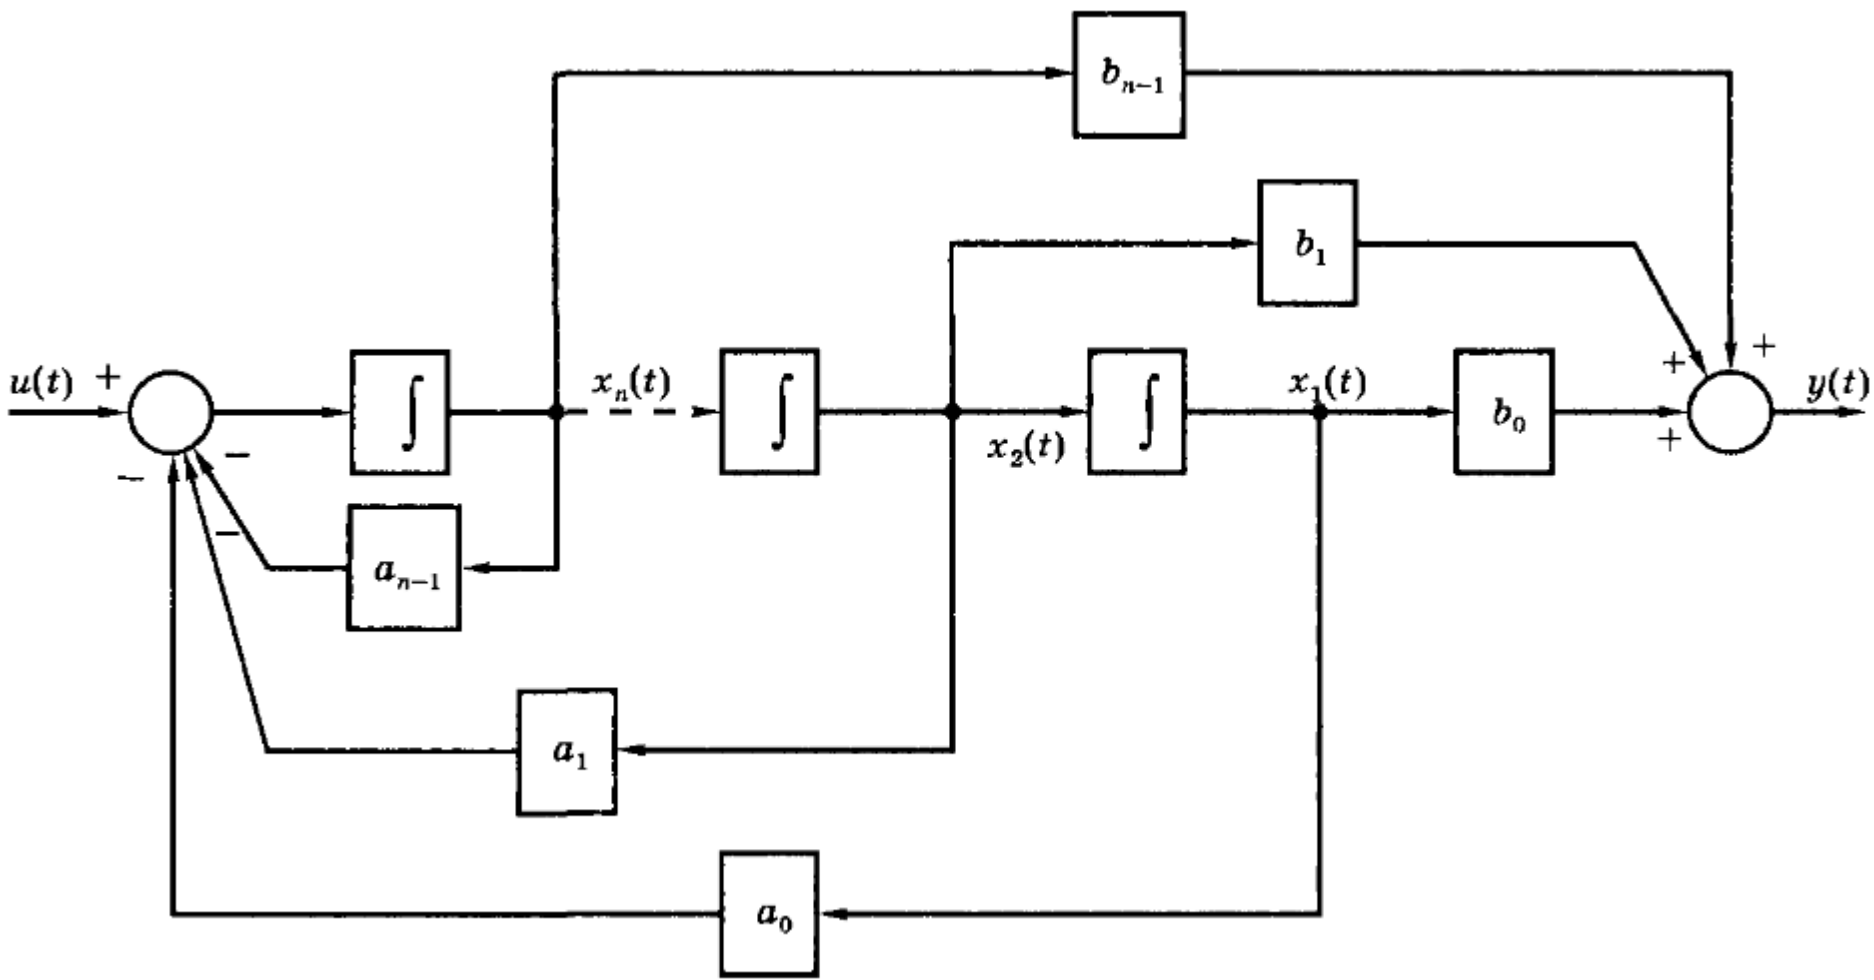 b_{n-1}
b_1
u(t) + ∫ x_n(t) ∫ x_2(t) ∫ x_1(t) b_0 + + + y(t)
− − −
a_{n-1}
a_1
a_0